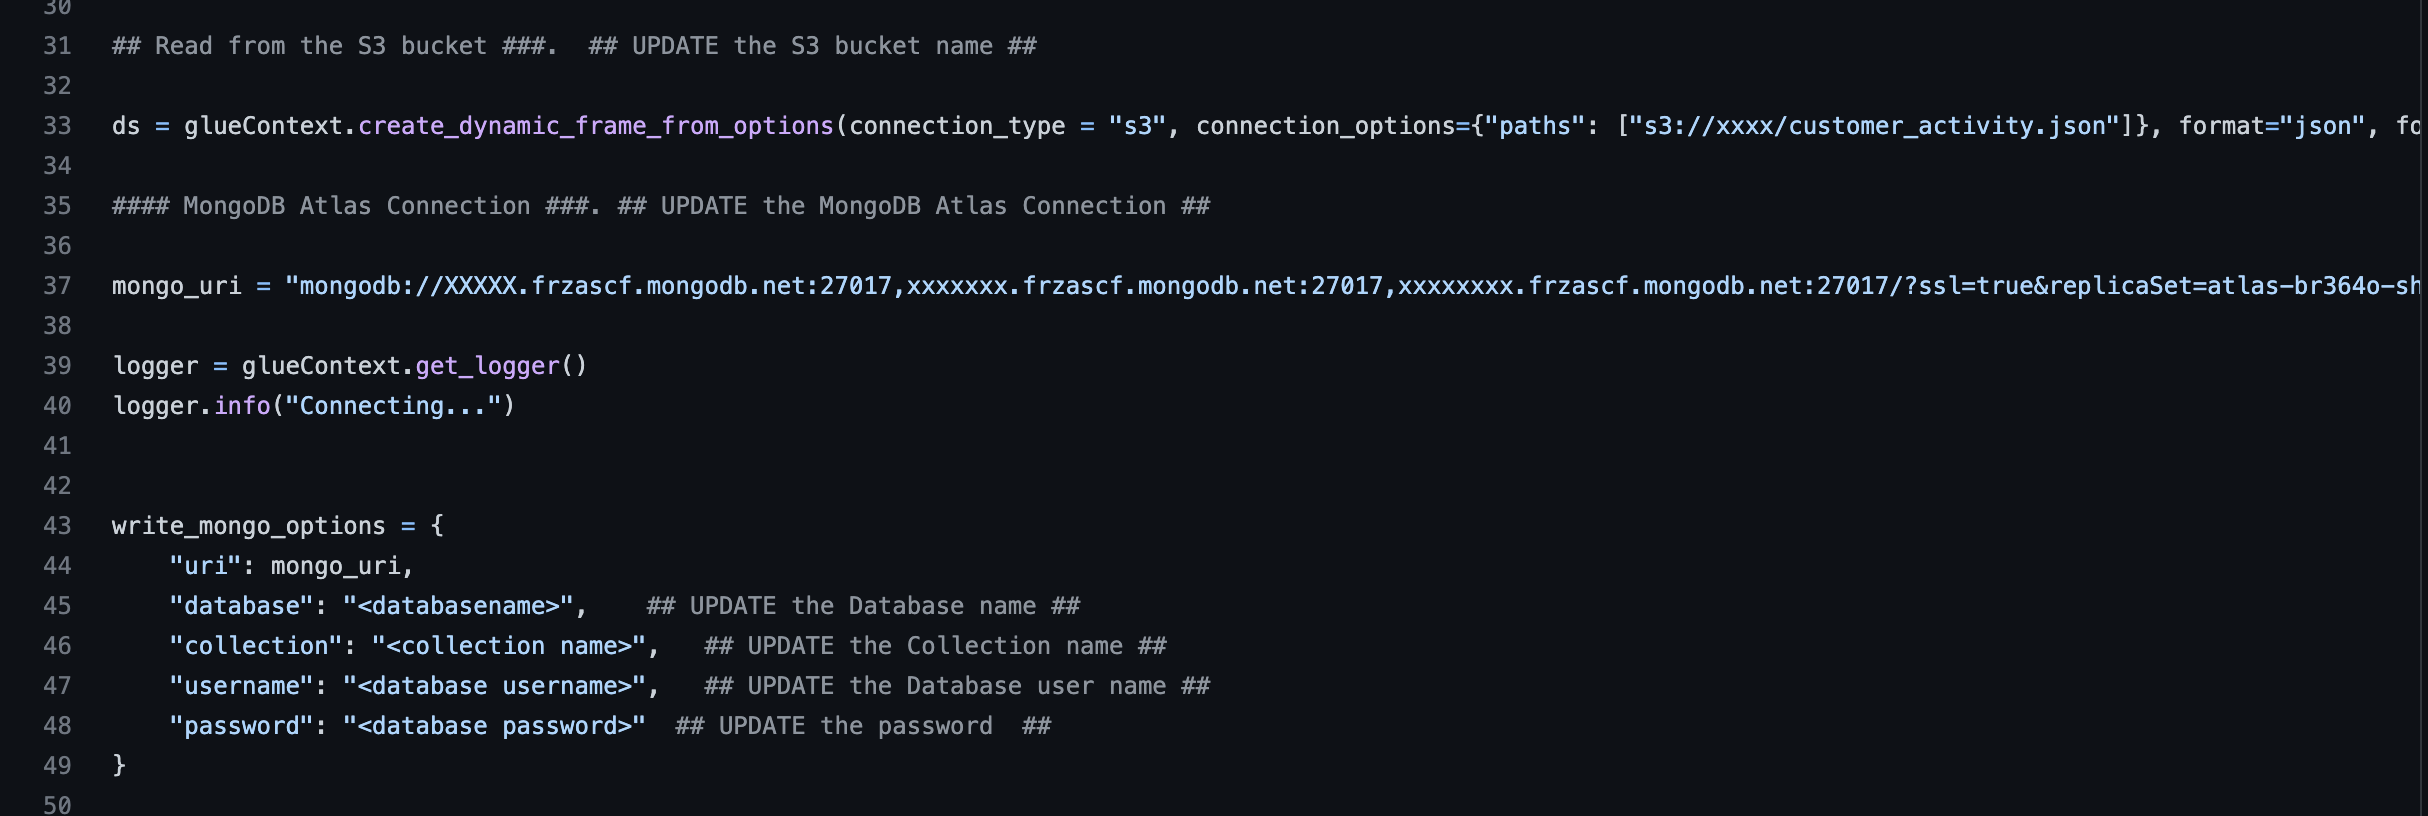 30
31 ## Read from the S3 bucket ###.  ## UPDATE the S3 bucket name ##
32
33 ds = glueContext.create_dynamic_frame_from_options(connection_type = "s3", connection_options={"paths": ["s3://xxxx/customer_activity.json"]}, format="json", fo
34
35 #### MongoDB Atlas Connection ###. ## UPDATE the MongoDB Atlas Connection ##
36
37 mongo_uri = "mongodb://XXXXX.frzascf.mongodb.net:27017,xxxxxxx.frzascf.mongodb.net:27017,xxxxxxxx.frzascf.mongodb.net:27017/?ssl=true&replicaSet=atlas-br364o-sh
38
39 logger = glueContext.get_logger()
40 logger.info("Connecting...")
41
42
43 write_mongo_options = {
44     "uri": mongo_uri,
45     "database": "<databasename>",    ## UPDATE the Database name ##
46     "collection": "<collection name>",   ## UPDATE the Collection name ##
47     "username": "<database username>",   ## UPDATE the Database user name ##
48     "password": "<database password>"  ## UPDATE the password  ##
49 }
50